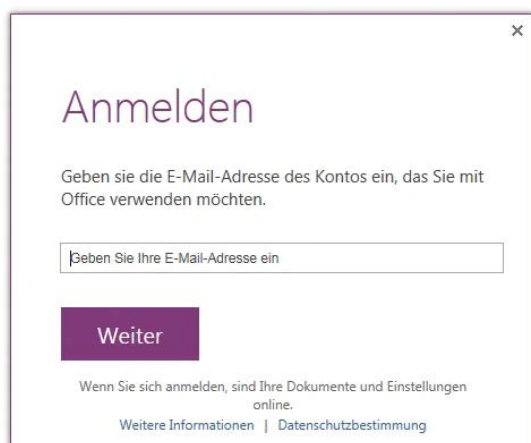 Anmelden
Geben sie die E-Mail-Adresse des Kontos ein, das Sie mit
Office verwenden möchten.
Geben Sie Ihre E-Mail-Adresse ein
Weiter
Wenn Sie sich anmelden, sind Ihre Dokumente und Einstellungen
online.
Weitere Informationen | Datenschutzbestimmung